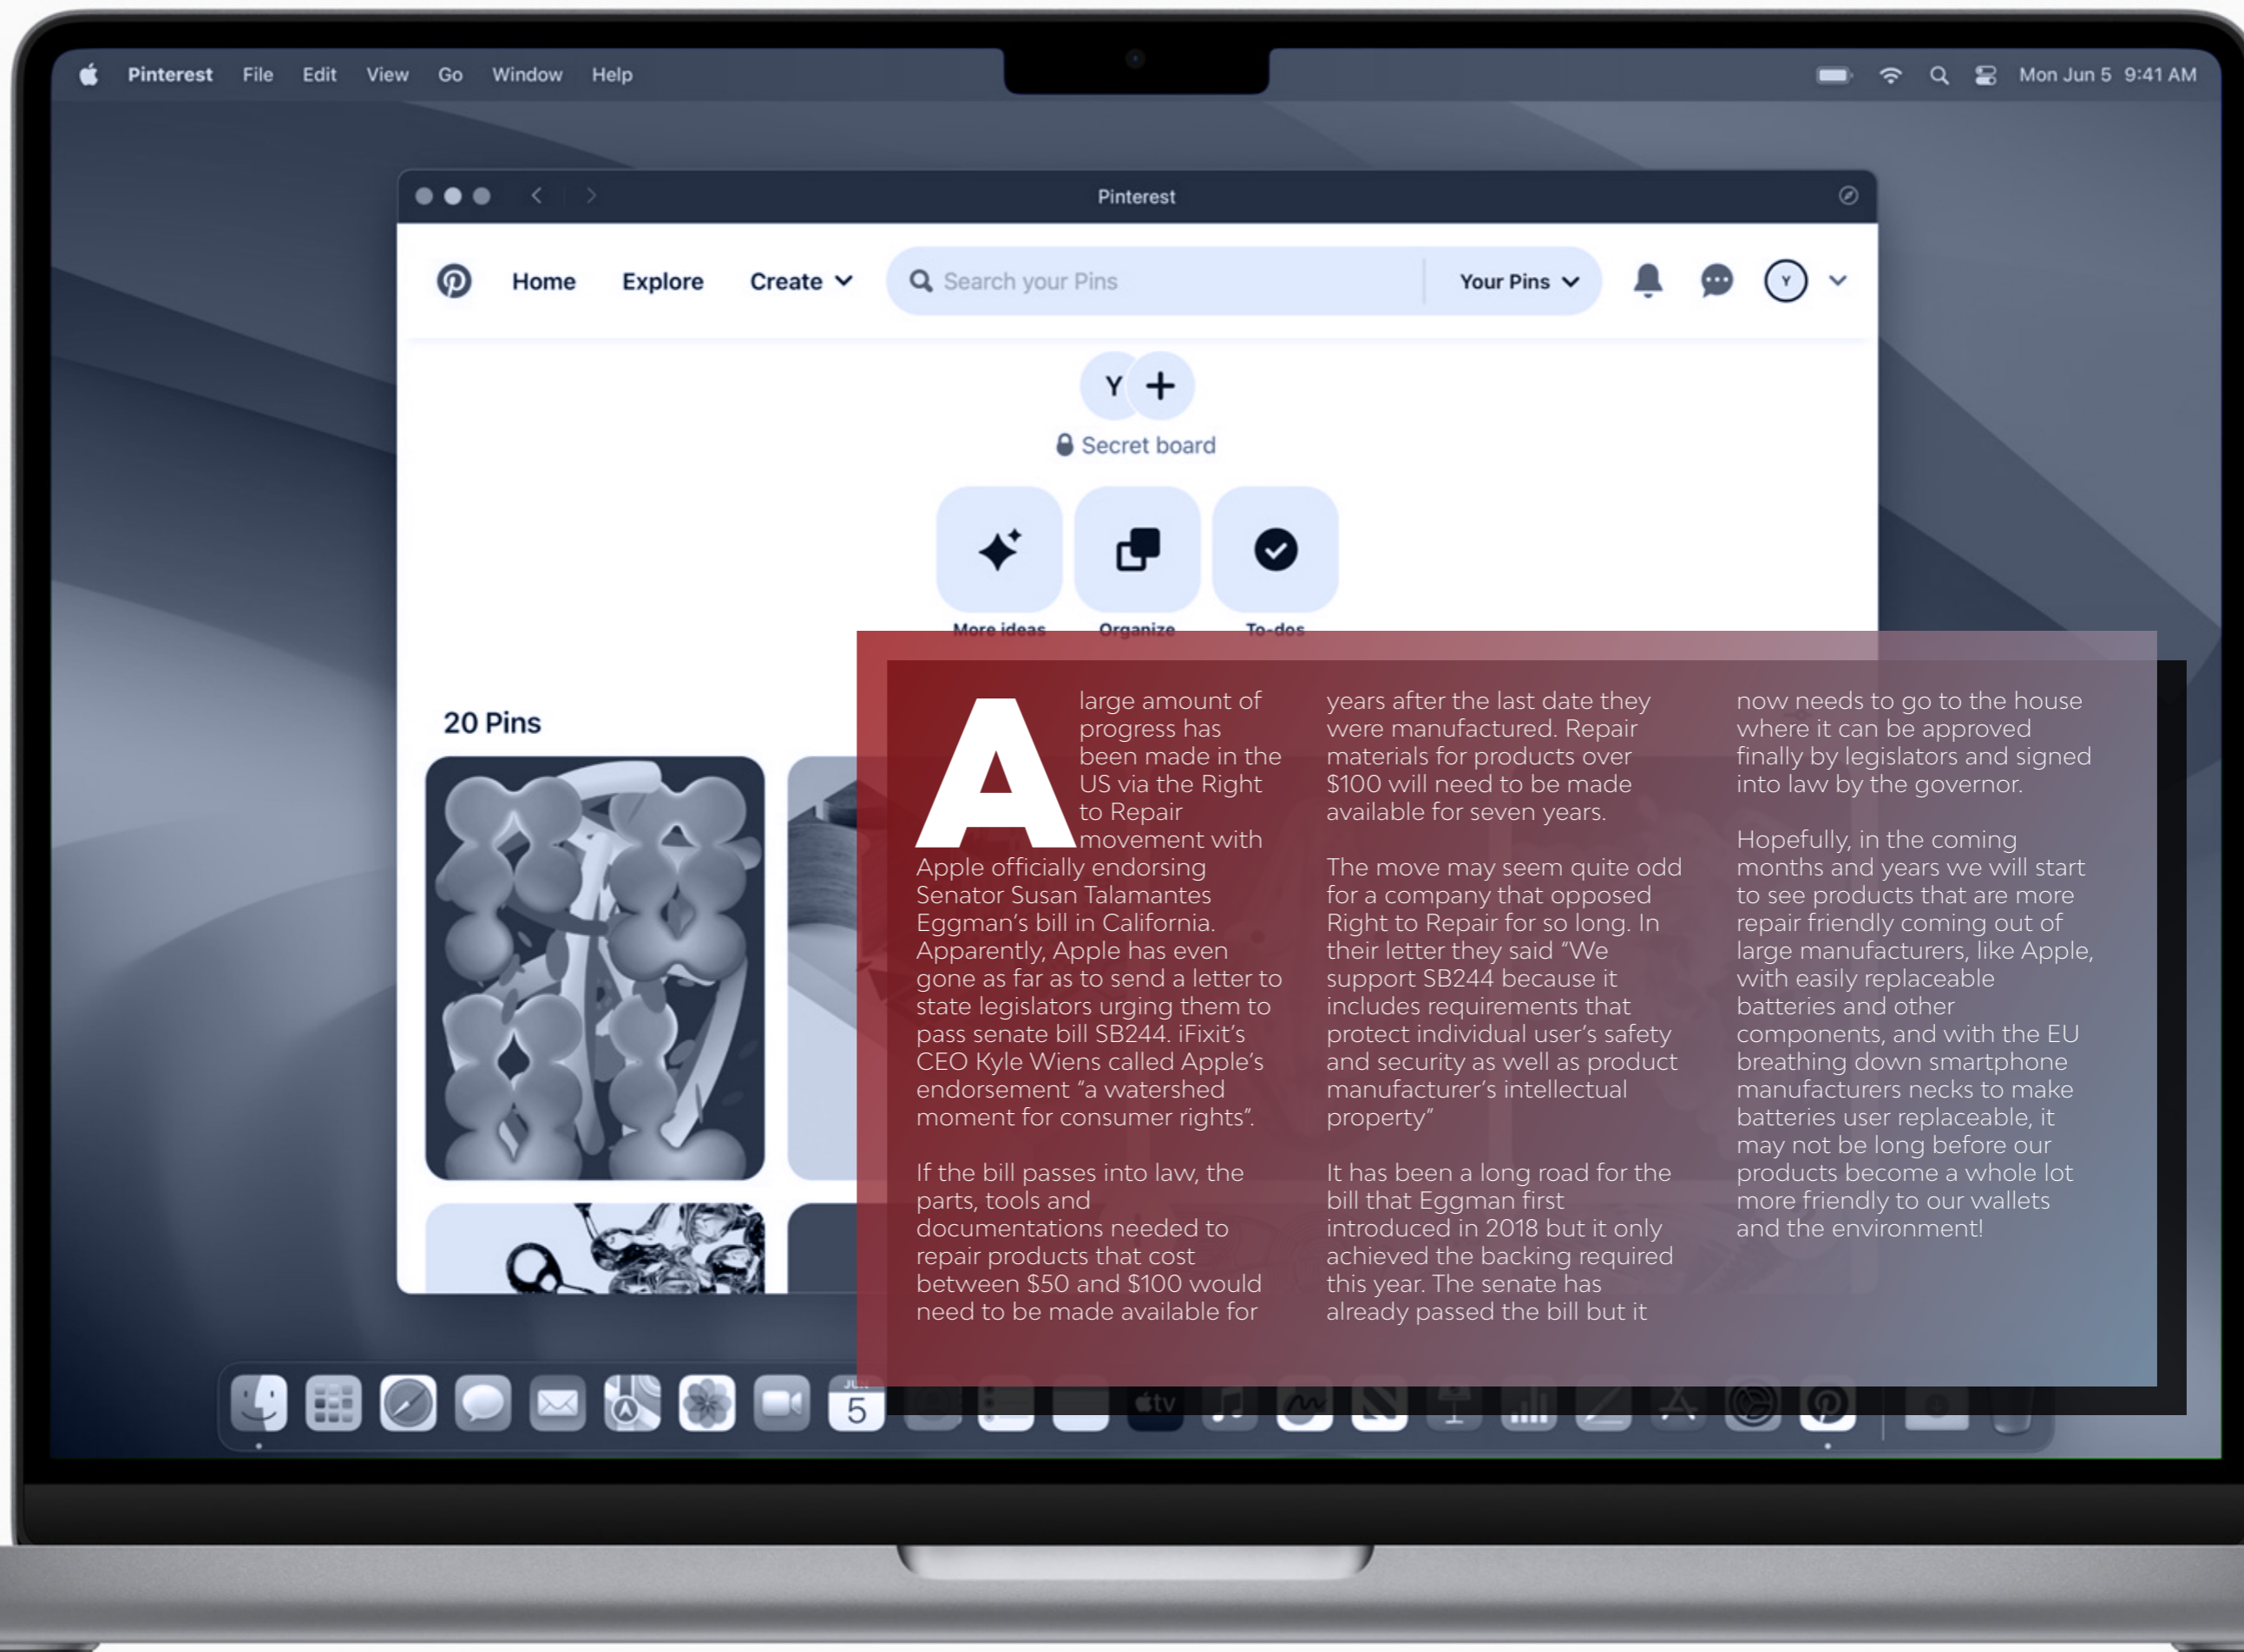 Pinterest File Edit View Go Window Help
Mon Jun 5 9:41 AM
Pinterest
Home Explore Create Search your Pins Your Pins Y
Y +
Secret board
More ideas Organize To-dos
20 Pins
A large amount of
progress has
been made in the
US via the Right
to Repair
movement with
Apple officially endorsing
Senator Susan Talamantes
Eggman's bill in California.
Apparently, Apple has even
gone as far as to send a letter to
state legislators urging them to
pass senate bill SB244. iFixit's
CEO Kyle Wiens called Apple's
endorsement "a watershed
moment for consumer rights".
If the bill passes into law, the
parts, tools and
documentations needed to
repair products that cost
between $50 and $100 would
need to be made available for
years after the last date they
were manufactured. Repair
materials for products over
$100 will need to be made
available for seven years.
The move may seem quite odd
for a company that opposed
Right to Repair for so long. In
their letter they said "We
support SB244 because it
includes requirements that
protect individual user's safety
and security as well as product
manufacturer's intellectual
property"
It has been a long road for the
bill that Eggman first
introduced in 2018 but it only
achieved the backing required
this year. The senate has
already passed the bill but it
now needs to go to the house
where it can be approved
finally by legislators and signed
into law by the governor.
Hopefully, in the coming
months and years we will start
to see products that are more
repair friendly coming out of
large manufacturers, like Apple,
with easily replaceable
batteries and other
components, and with the EU
breathing down smartphone
manufacturers necks to make
batteries user replaceable, it
may not be long before our
products become a whole lot
more friendly to our wallets
and the environment!
JUN
5
tv